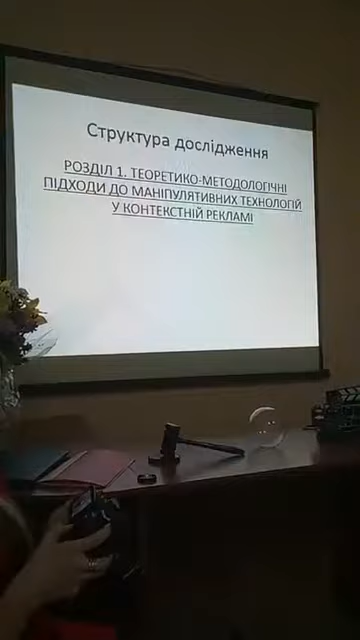 Структура дослідження
РОЗДІЛ 1. ТЕОРЕТИКО-МЕТОДОЛОГІЧНІ
ПІДХОДИ ДО МАНІПУЛЯТИВНИХ ТЕХНОЛОГІЙ
У КОНТЕКСТНІЙ РЕКЛАМІ